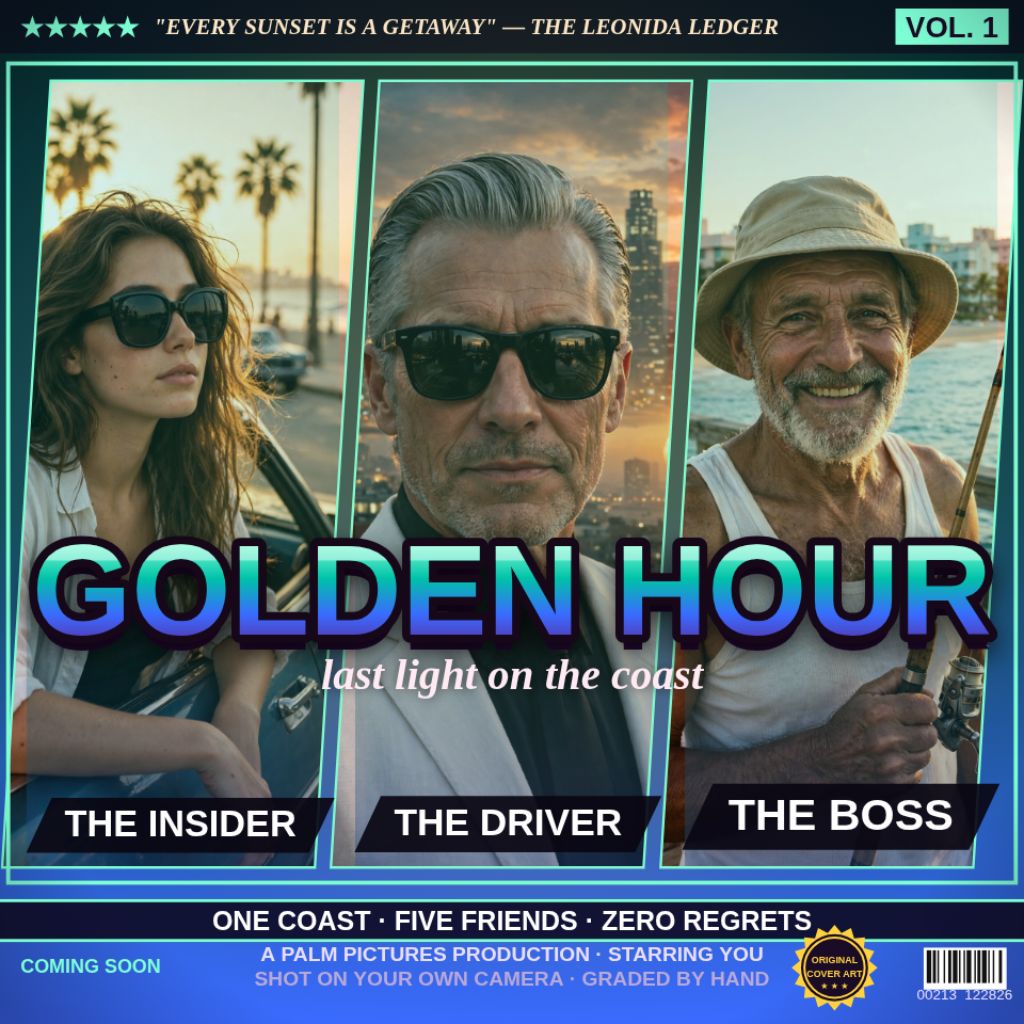 ★★★★★ "EVERY SUNSET IS A GETAWAY" — THE LEONIDA LEDGER
VOL. 1
GOLDEN HOUR
last light on the coast
THE INSIDER
THE DRIVER
THE BOSS
ONE COAST · FIVE FRIENDS · ZERO REGRETS
COMING SOON
A PALM PICTURES PRODUCTION · STARRING YOU
SHOT ON YOUR OWN CAMERA · GRADED BY HAND
ORIGINAL
COVER ART
★ ★ ★
00213 122826